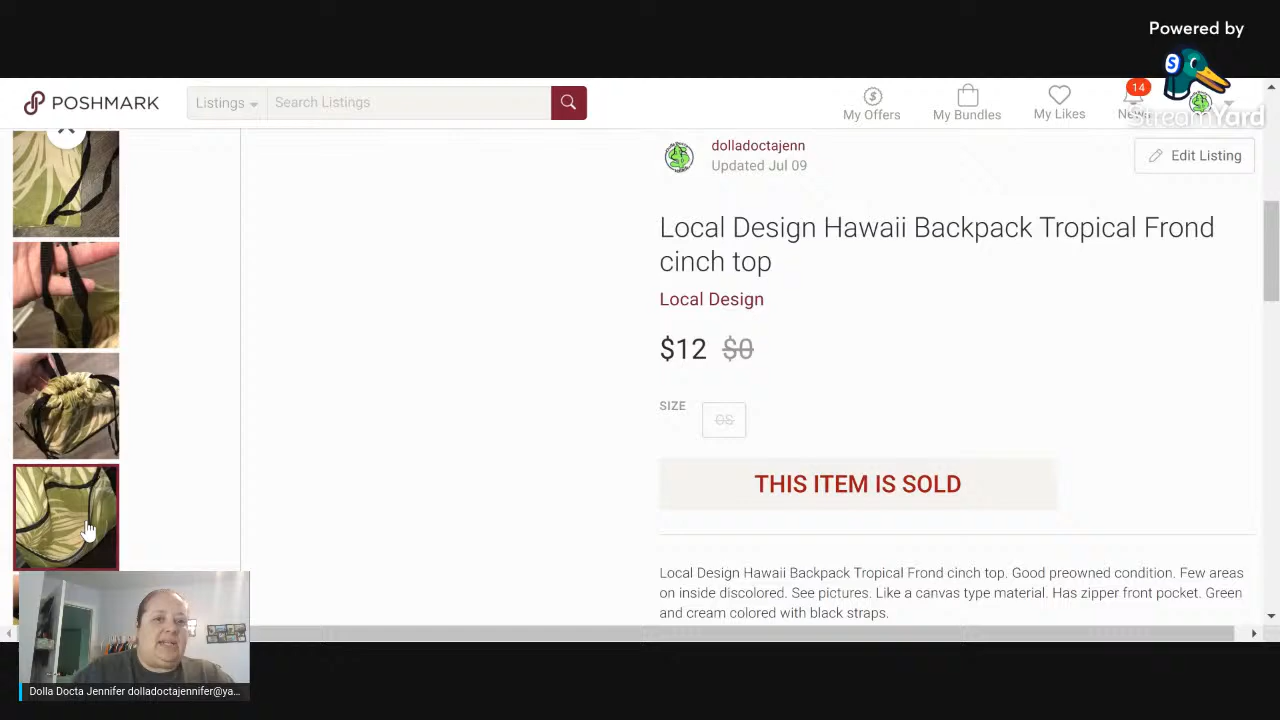 Powered by
S
StreamYard
POSHMARK
Listings
Search Listings
My Offers
My Bundles
My Likes
14
dolladoctajenn
Updated Jul 09
Edit Listing
Local Design Hawaii Backpack Tropical Frond
cinch top
Local Design
$12 $0
SIZE
OS
THIS ITEM IS SOLD
Local Design Hawaii Backpack Tropical Frond cinch top. Good preowned condition. Few areas
on inside discolored. See pictures. Like a canvas type material. Has zipper front pocket. Green
and cream colored with black straps.
Dolla Docta Jennifer dolladoctajennifer@ya...